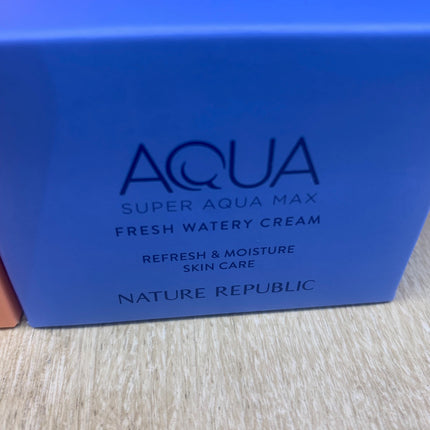 AQUA
SUPER AQUA MAX
FRESH WATERY CREAM
REFRESH & MOISTURE
SKIN CARE
NATURE REPUBLIC